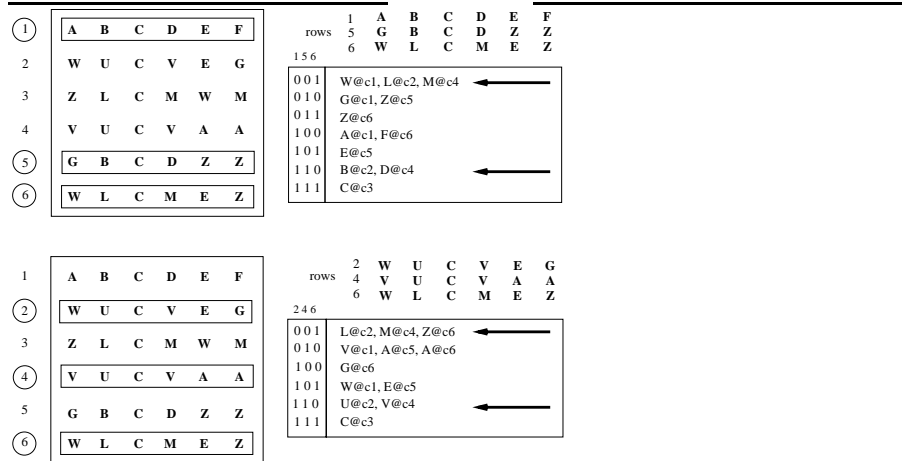 1 A B C D E F
2 W U C V E G
3 Z L C M W M
4 V U C V A A
5 G B C D Z Z
6 W L C M E Z
1 A B C D E F
rows 5 G B C D Z Z
6 W L C M E Z
1 5 6
0 0 1 W@c1, L@c2, M@c4
0 1 0 G@c1, Z@c5
0 1 1 Z@c6
1 0 0 A@c1, F@c6
1 0 1 E@c5
1 1 0 B@c2, D@c4
1 1 1 C@c3
1 A B C D E F
2 W U C V E G
3 Z L C M W M
4 V U C V A A
5 G B C D Z Z
6 W L C M E Z
2 W U C V E G
rows 4 V U C V A A
6 W L C M E Z
2 4 6
0 0 1 L@c2, M@c4, Z@c6
0 1 0 V@c1, A@c5, A@c6
1 0 0 G@c6
1 0 1 W@c1, E@c5
1 1 0 U@c2, V@c4
1 1 1 C@c3